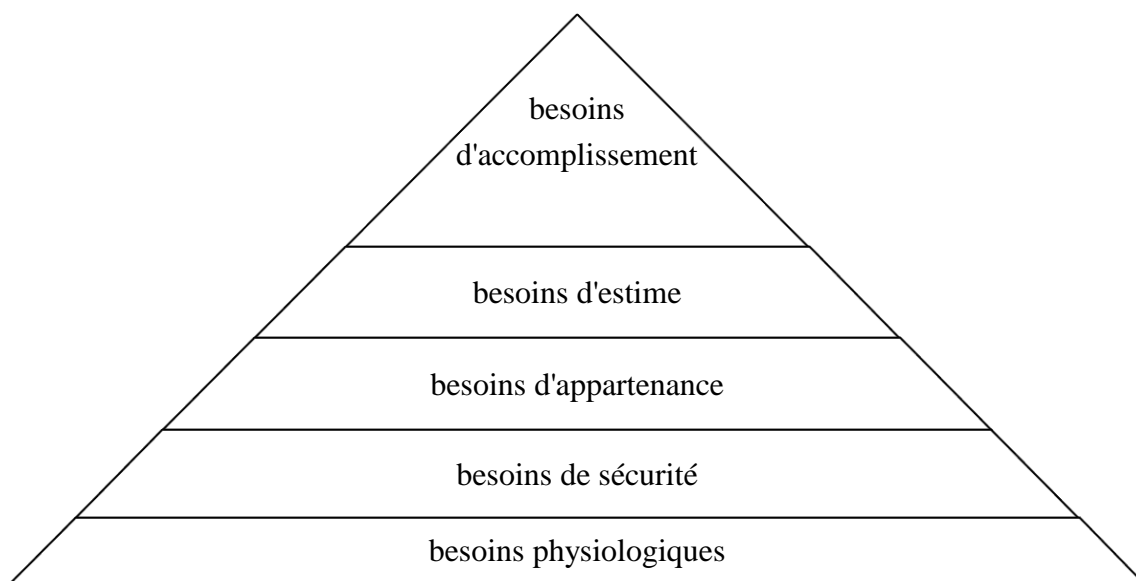 besoins
d'accomplissement
besoins d'estime
besoins d'appartenance
besoins de sécurité
besoins physiologiques